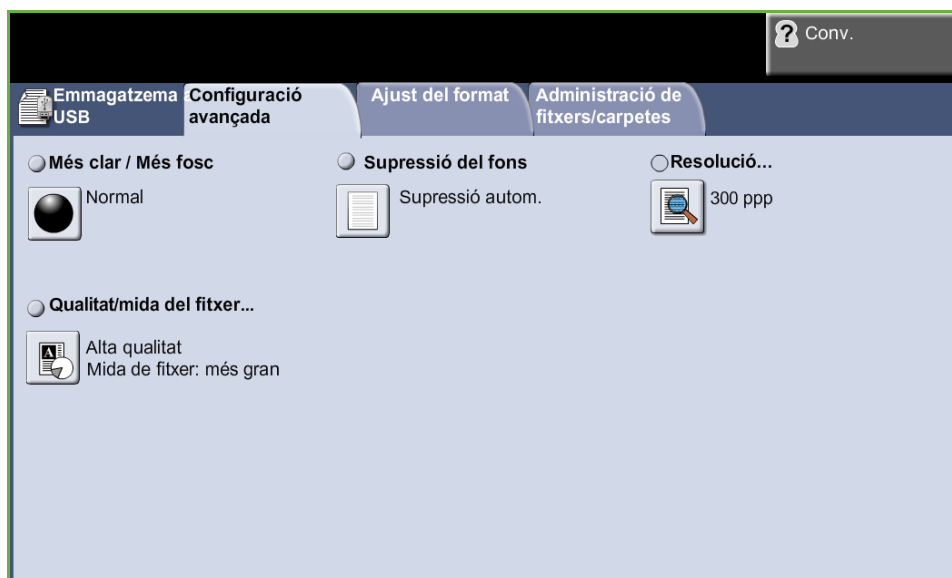 Conv.
Emmagatzema
USB
Configuració
avançada
Ajust del format
Administració de
fitxers/carpetes
Més clar / Més fosc
Normal
Supressió del fons
Supressió autom.
Resolució...
300 ppp
Qualitat/mida del fitxer...
Alta qualitat
Mida de fitxer: més gran